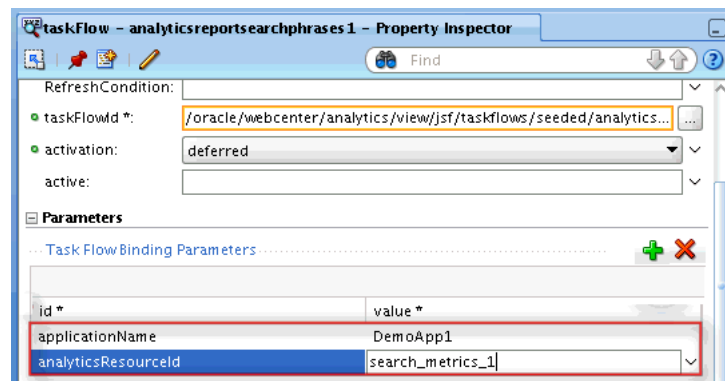 taskFlow - analyticsreportsearchphrases1 - Property Inspector
Find
RefreshCondition:
taskFlowId *: /oracle/webcenter/analytics/view/jsf/taskflows/seeded/analytics... ...
activation: deferred
active:
Parameters
Task Flow Binding Parameters
id * value *
applicationName DemoApp1
analyticsResourceId search_metrics_1